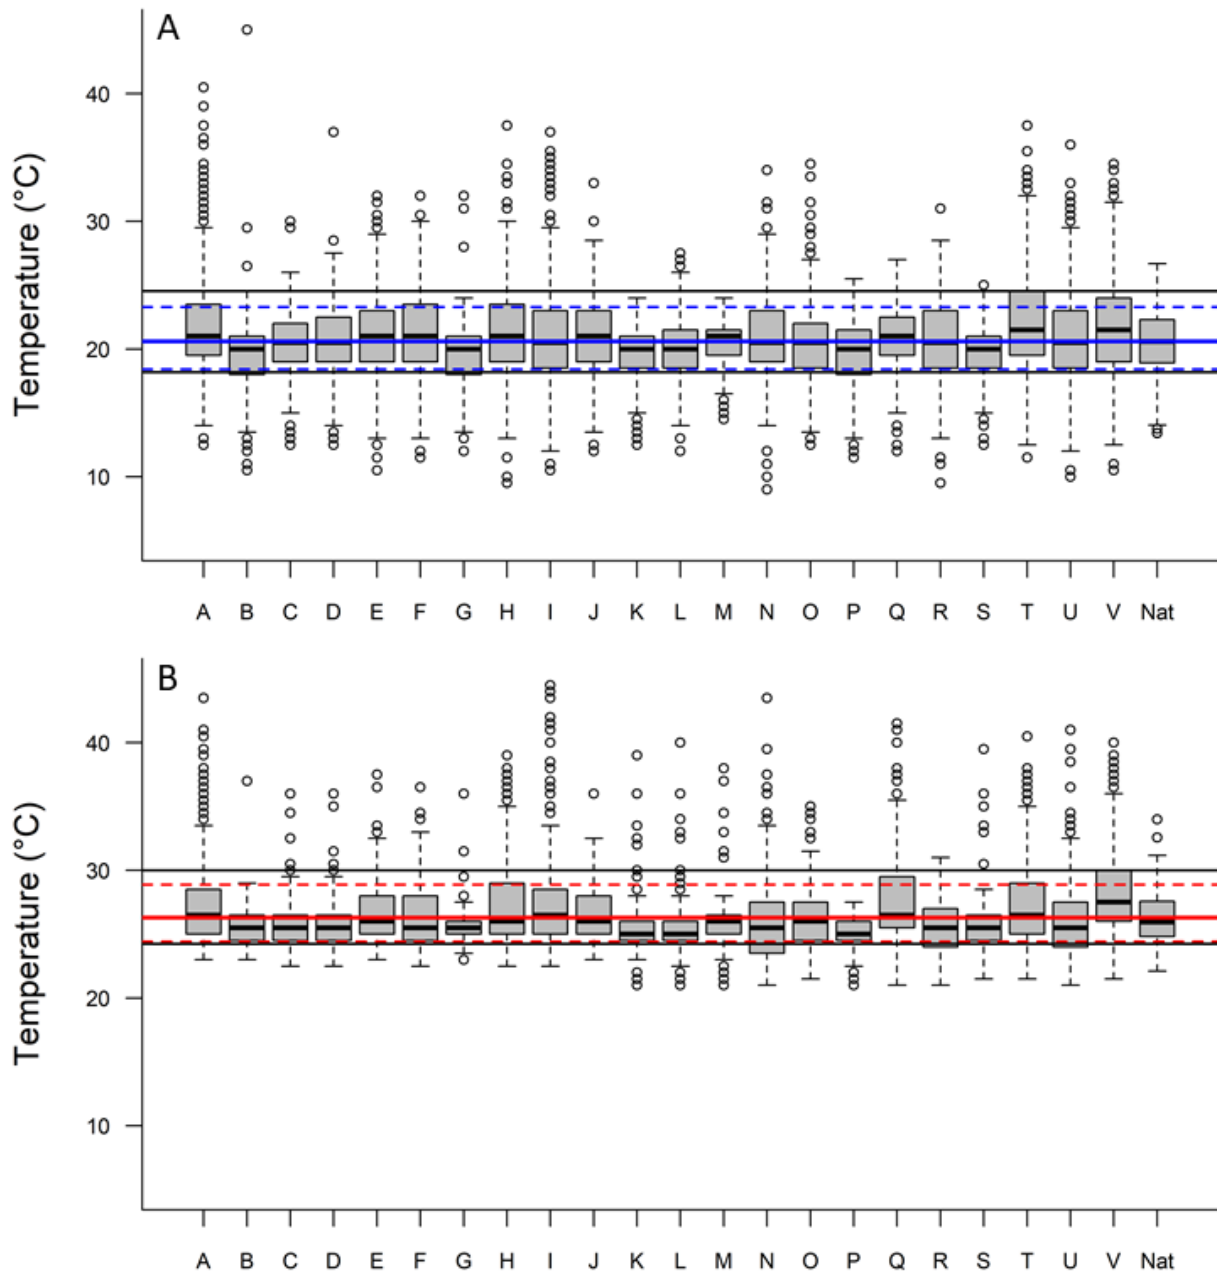 A
Temperature (°C)
40
30
20
10
A B C D E F G H I J K L M N O P Q R S T U V Nat
B
Temperature (°C)
40
30
20
10
A B C D E F G H I J K L M N O P Q R S T U V Nat